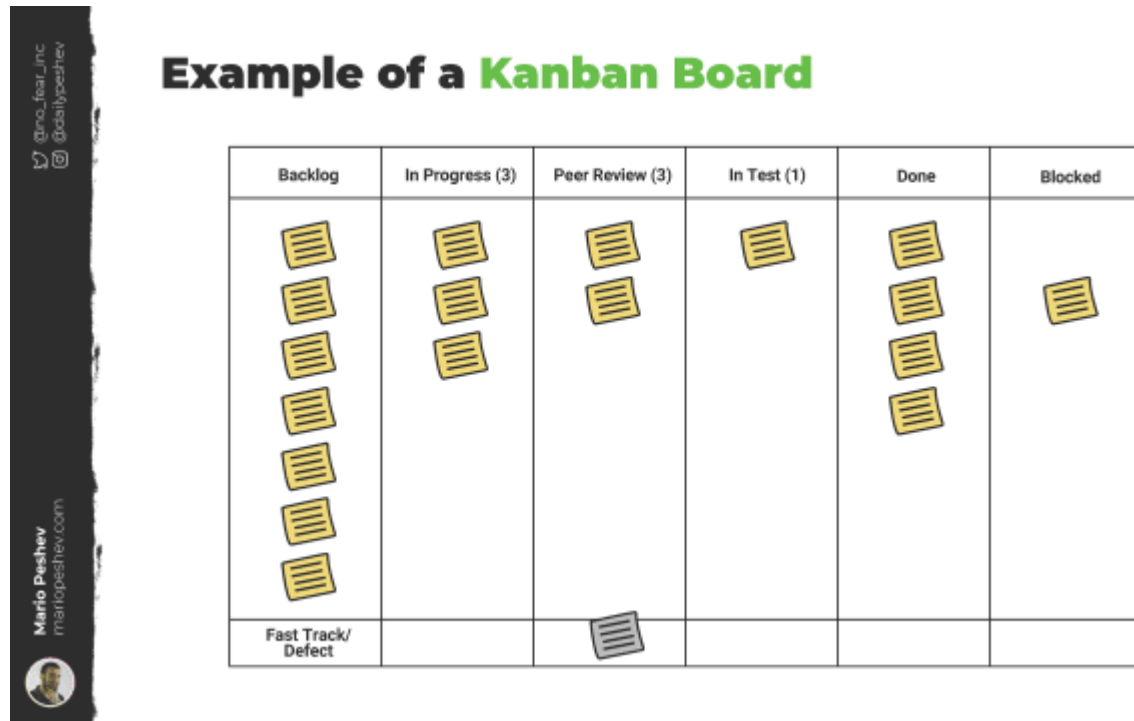 @no_fear_inc
@dailypeshev
Mario Peshev
mariopeshev.com
Example of a Kanban Board
Backlog
In Progress (3)
Peer Review (3)
In Test (1)
Done
Blocked
Fast Track/
Defect